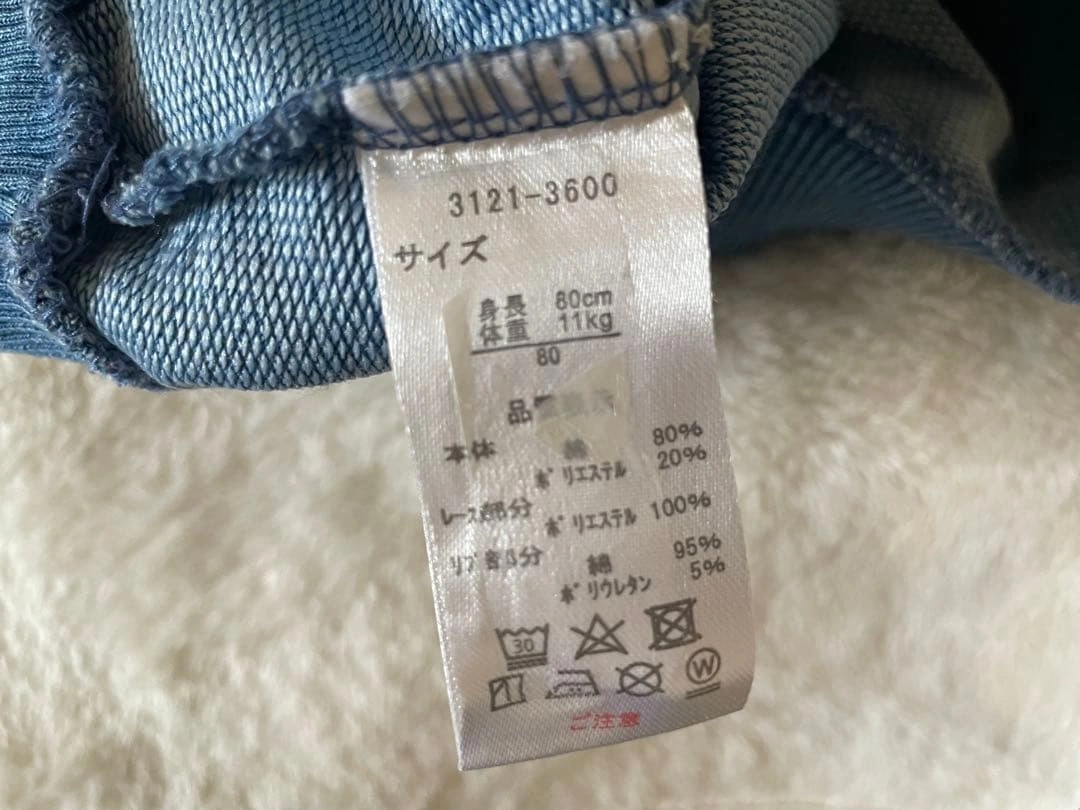 3121-3600
サイズ
身長 80cm
体重 11kg
80
品
本体 綿 80%
ポリエステル 20%
レース部分 ポリエステル 100%
リブ部分 綿 95%
ポリウレタン 5%
30
W
ご注意